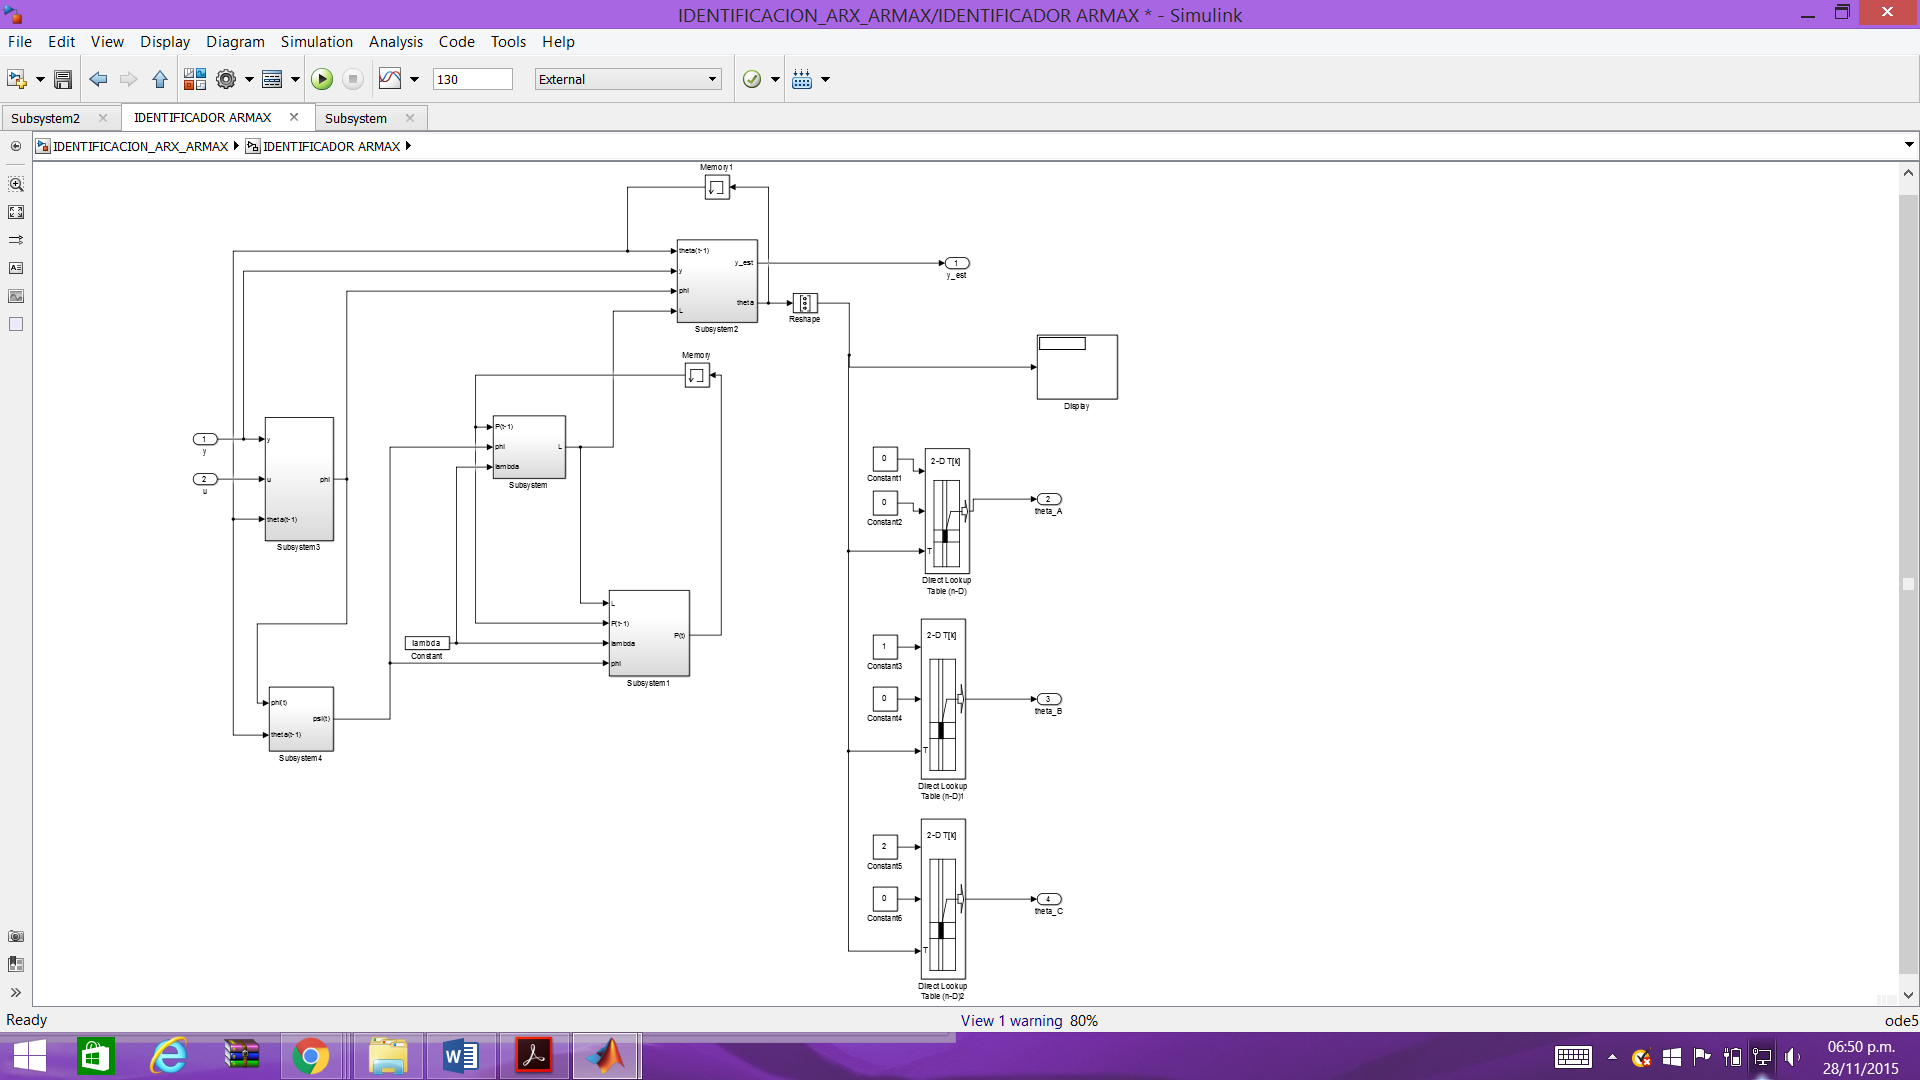 IDENTIFICACION_ARX_ARMAX/IDENTIFICADOR ARMAX * - Simulink
File Edit View Display Diagram Simulation Analysis Code Tools Help
130
External
Subsystem2
IDENTIFICADOR ARMAX
Subsystem
IDENTIFICACION_ARX_ARMAX
IDENTIFICADOR ARMAX
Memory1
theta(t-1)
y
phi
L
y_est
theta
Subsystem2
1
y_est
Reshape
Display
Memory
P(t-1)
phi
lambda
L
Subsystem
1
y
2
u
y
u
theta(t-1)
phi
Subsystem3
L
P(t-1)
lambda
phi
P(t)
Subsystem1
lambda
Constant
phi(t)
theta(t-1)
psi(t)
Subsystem4
0
Constant1
0
Constant2
2-D T[k]
T
Direct Lookup
Table (n-D)
2
theta_A
1
Constant3
0
Constant4
2-D T[k]
T
Direct Lookup
Table (n-D)1
3
theta_B
2
Constant5
0
Constant6
2-D T[k]
T
Direct Lookup
Table (n-D)2
4
theta_C
Ready
View 1 warning
80%
ode5
06:50 p.m.
28/11/2015